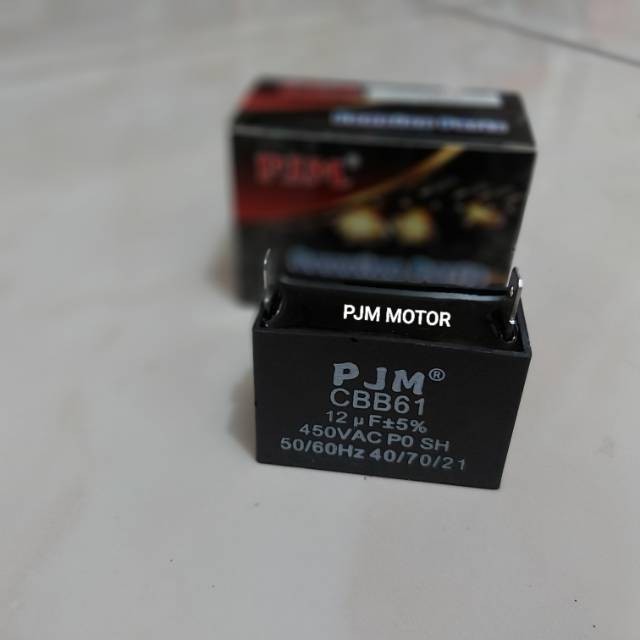 PJM
PJM MOTOR
PJM®
CBB61
12 µF±5%
450VAC P0 SH
50/60Hz 40/70/21